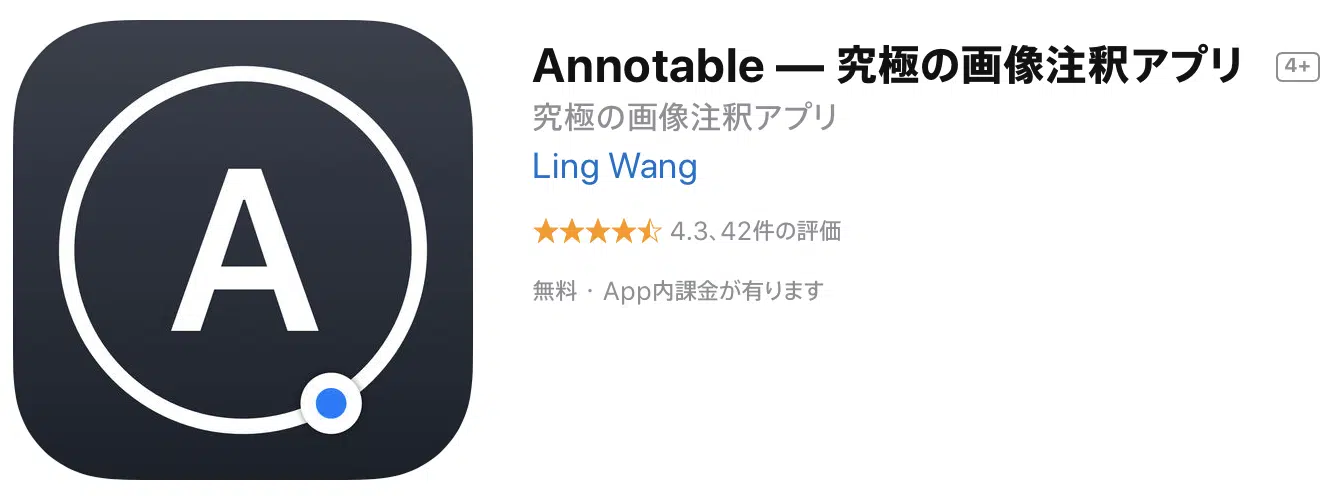 A
Annotable — 究極の画像注釈アプリ 4+
究極の画像注釈アプリ
Ling Wang
4.3、42件の評価
無料・App内課金が有ります